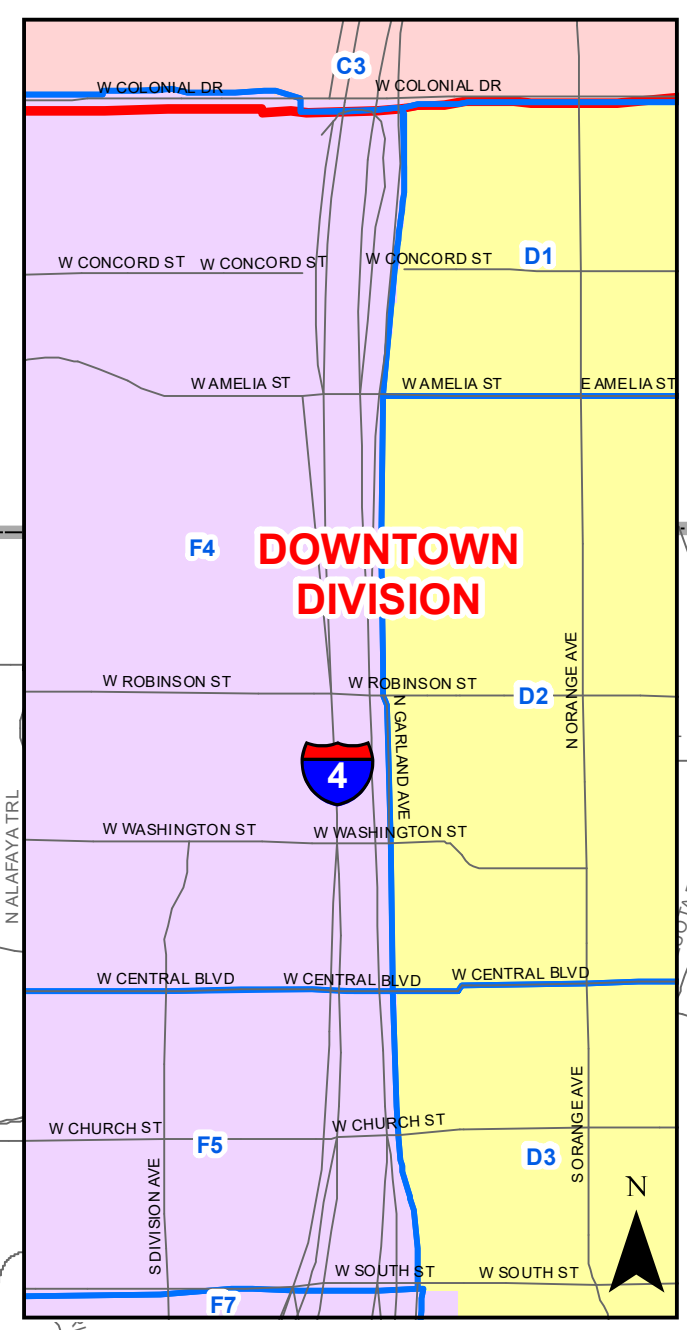 C3
W COLONIAL DR
W COLONIAL DR
W CONCORD ST
W CONCORD ST
W CONCORD ST
D1
W AMELIA ST
W AMELIA ST
E AMELIA ST
F4
DOWNTOWN
DIVISION
N ORANGE AVE
W ROBINSON ST
W ROBINSON ST
D2
N GARLAND AVE
4
N ALAFAYA TRL
W WASHINGTON ST
W WASHINGTON ST
W CENTRAL BLVD
W CENTRAL BLVD
W CENTRAL BLVD
S ORANGE AVE
W CHURCH ST
W CHURCH ST
F5
D3
S DIVISION AVE
N
W SOUTH ST
W SOUTH ST
F7